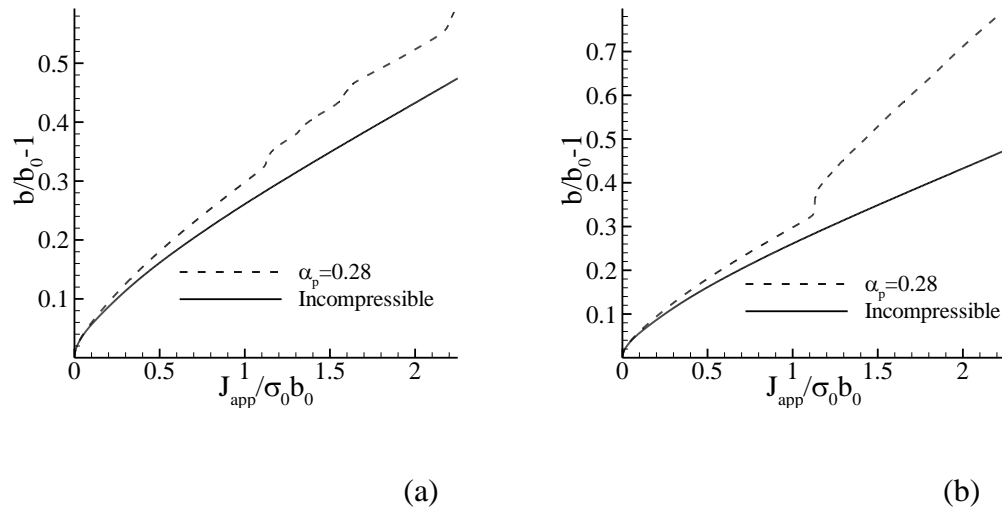 b/b₀-1
0.5
0.4
0.3
0.2
0.1
α_p=0.28
Incompressible
0
0.5
1
1.5
2
J_app/σ₀b₀
(a)
b/b₀-1
0.7
0.6
0.5
0.4
0.3
0.2
0.1
α_p=0.28
Incompressible
0
0.5
1
1.5
2
J_app/σ₀b₀
(b)